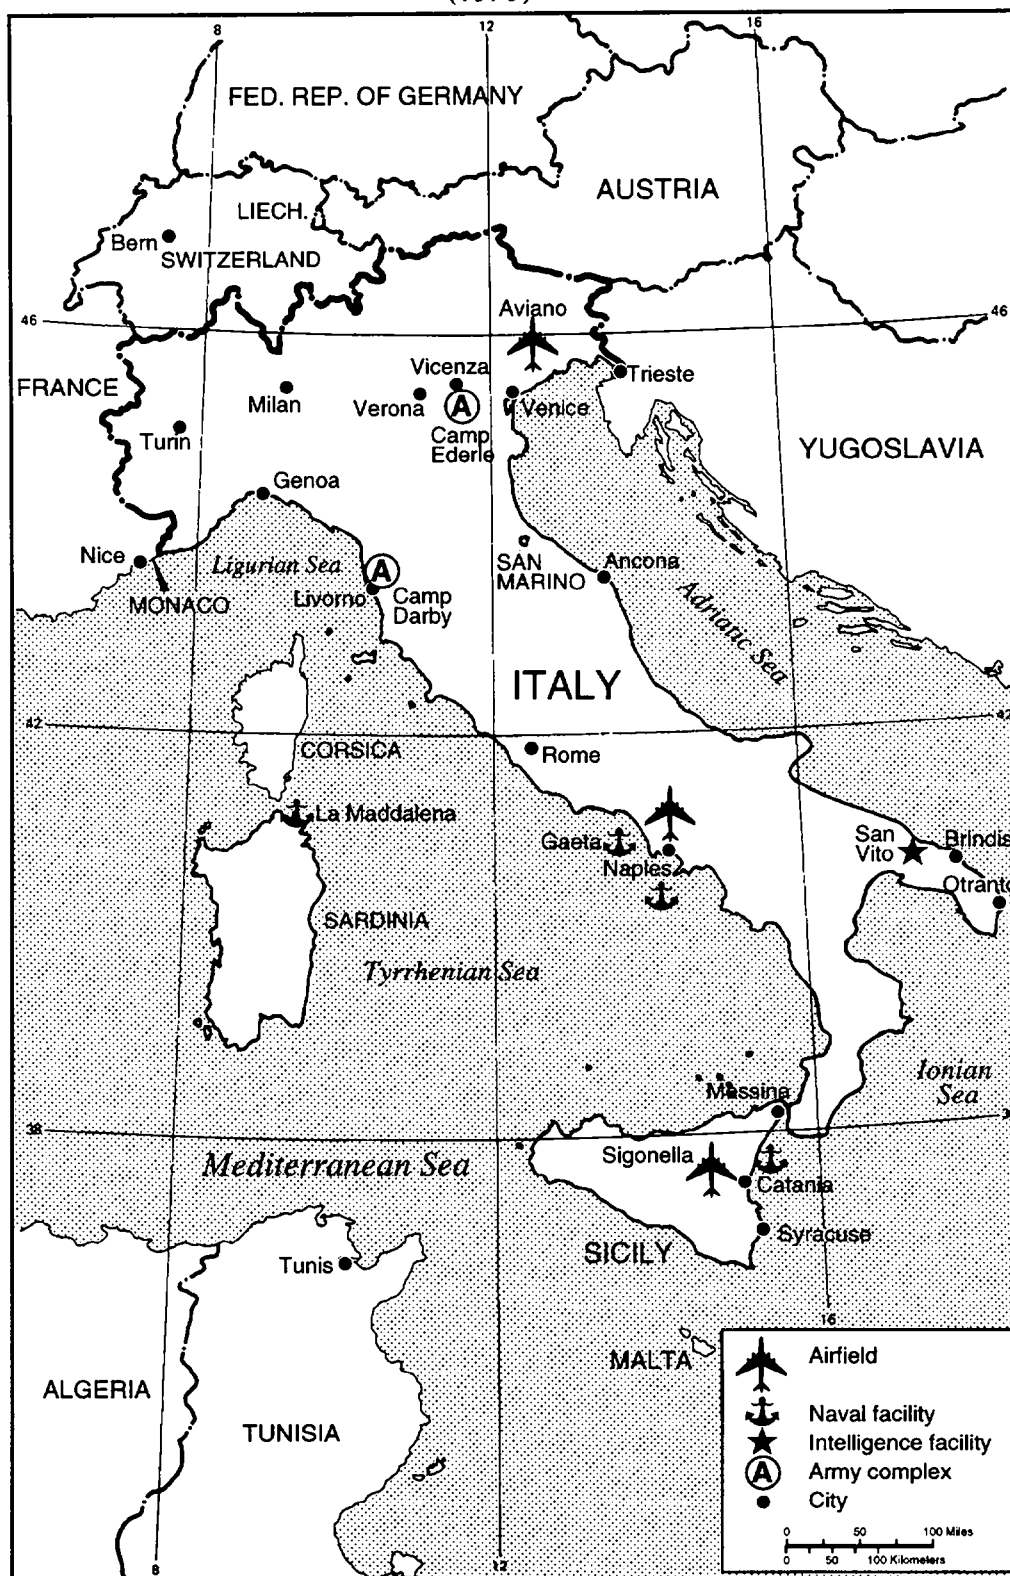 8
12
16
FED. REP. OF GERMANY
AUSTRIA
LIECH.
Bern
SWITZERLAND
Aviano
46
46
FRANCE
Vicenza
Trieste
Milan
Verona
A
Venice
Turin
Camp
Ederle
YUGOSLAVIA
Genoa
Nice
Ligurian Sea
A
SAN
MARINO
Ancona
MONACO
Livorno
Camp
Darby
Adriatic Sea
ITALY
42
42
CORSICA
Rome
La Maddalena
Gaeta
Naples
San
Vito
Brindis
Otranto
SARDINIA
Tyrrhenian Sea
Ionian
Sea
Messina
38
3
Mediterranean Sea
Sigonella
Catania
Syracuse
SICILY
Tunis
16
MALTA
ALGERIA
TUNISIA
Airfield
Naval facility
Intelligence facility
A
Army complex
City
0 50 100 Miles
0 50 100 Kilometers
8
12